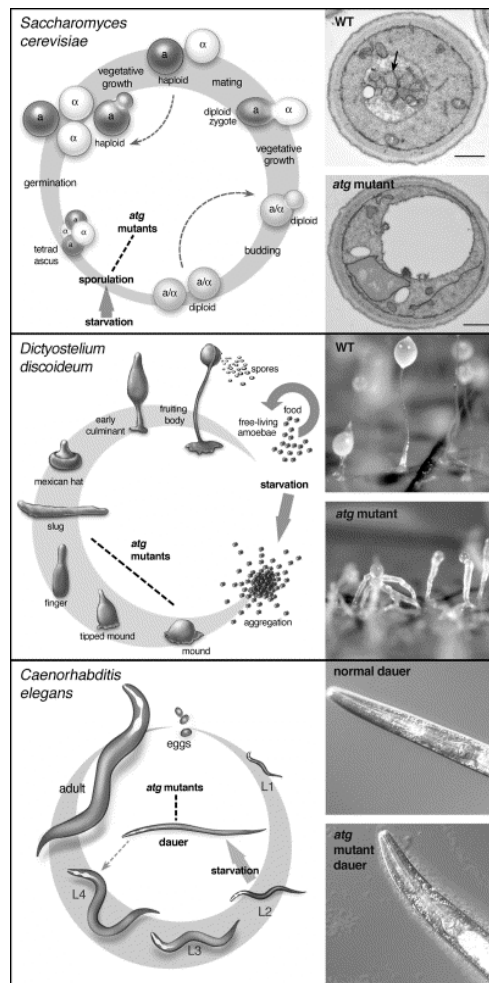 Saccharomyces
cerevisiae
a
α
haploid
mating
vegetative
growth
a
α
α
a
haploid
diploid
zygote
a
α
vegetative
growth
germination
a/α
diploid
budding
a
α
α
a
tetrad
ascus
atg
mutants
sporulation
starvation
a/α
a/α
diploid
WT
atg mutant
Dictyostelium
discoideum
spores
early
culminant
fruiting
body
food
free-living
amoebae
mexican hat
starvation
slug
atg
mutants
finger
tipped mound
mound
aggregation
WT
atg mutant
Caenorhabditis
elegans
eggs
adult
L1
atg mutants
dauer
starvation
L4
L2
L3
normal dauer
atg
mutant
dauer